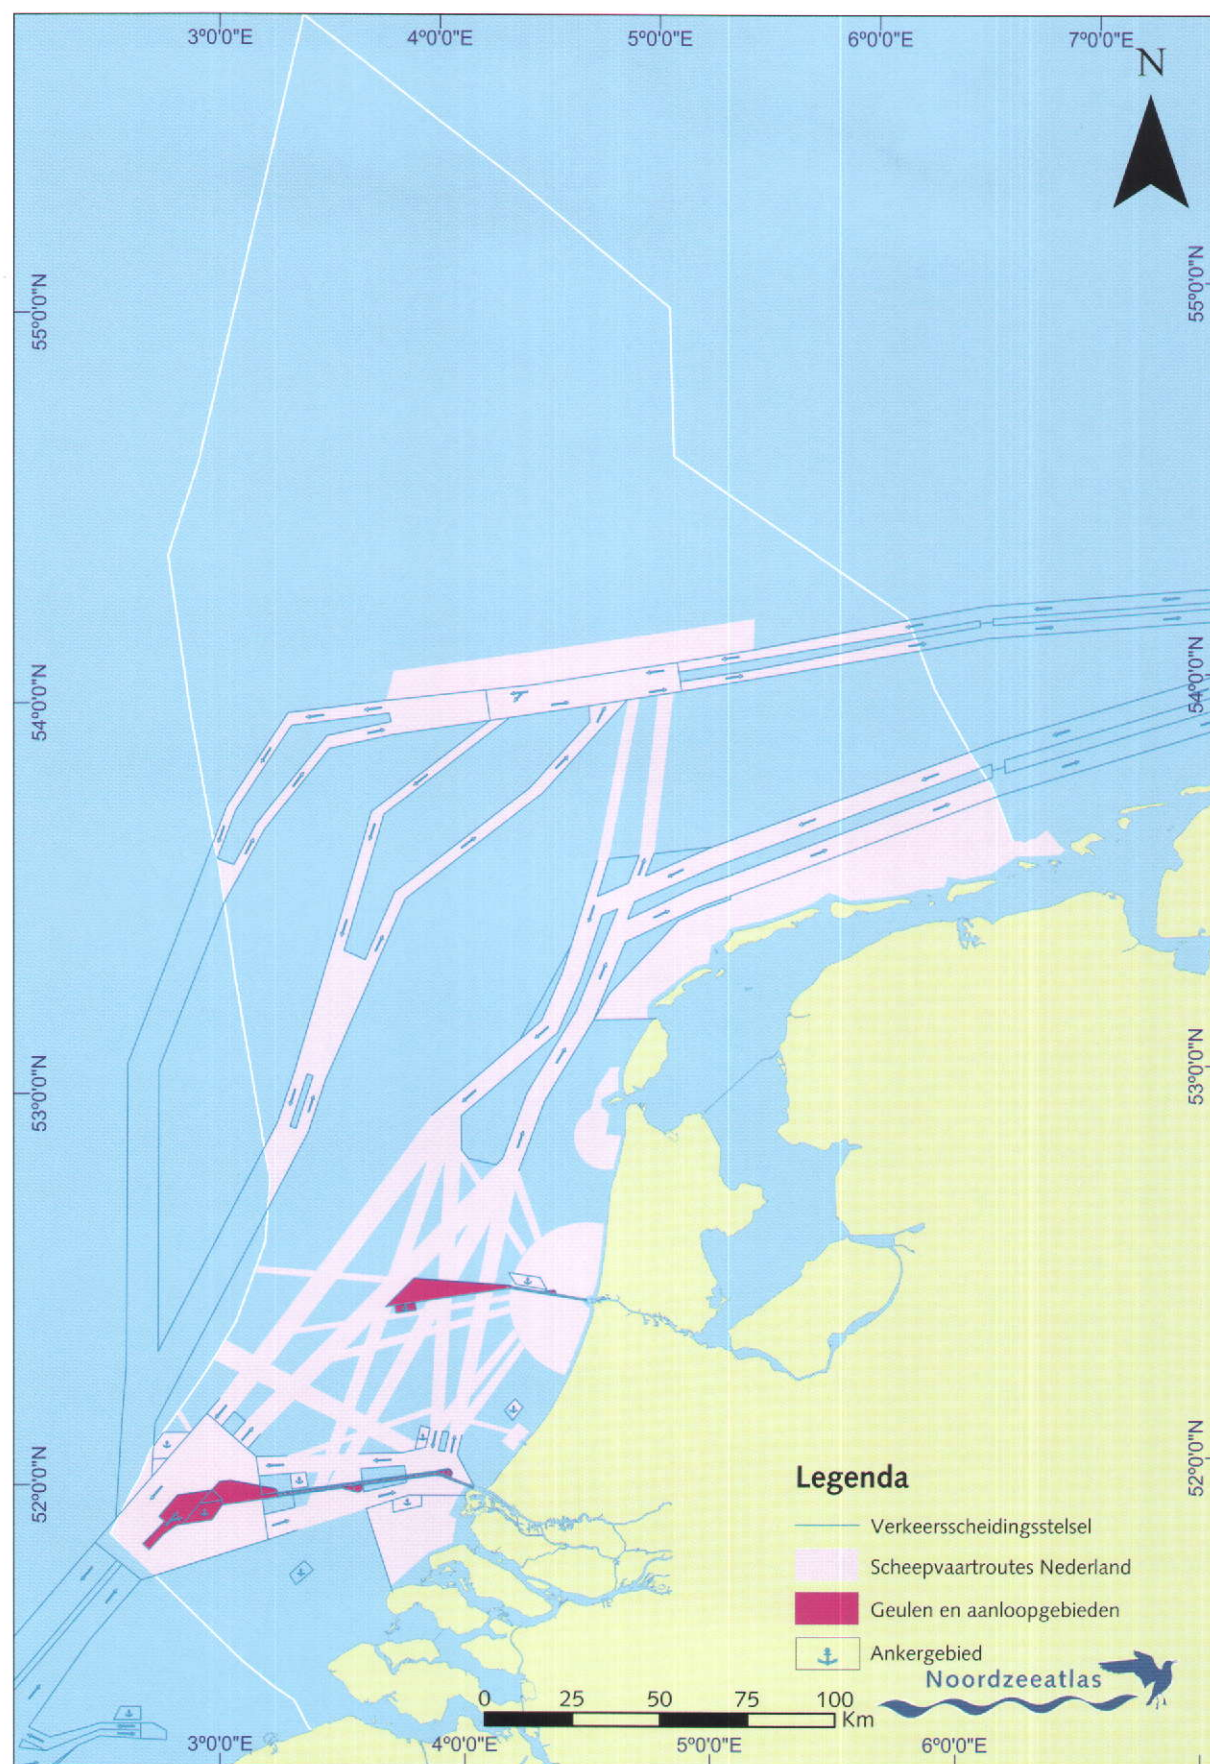 3°0'0"E 4°0'0"E 5°0'0"E 6°0'0"E 7°0'0"E
N
55°0'0"N 55°0'0"N
54°0'0"N 54°0'0"N
53°0'0"N 53°0'0"N
52°0'0"N 52°0'0"N
Legenda
Verkeersscheidingsstelsel
Scheepvaartroutes Nederland
Geulen en aanloopgebieden
Ankergebied
Noordzeeatlas
0 25 50 75 100
Km
3°0'0"E 4°0'0"E 5°0'0"E 6°0'0"E